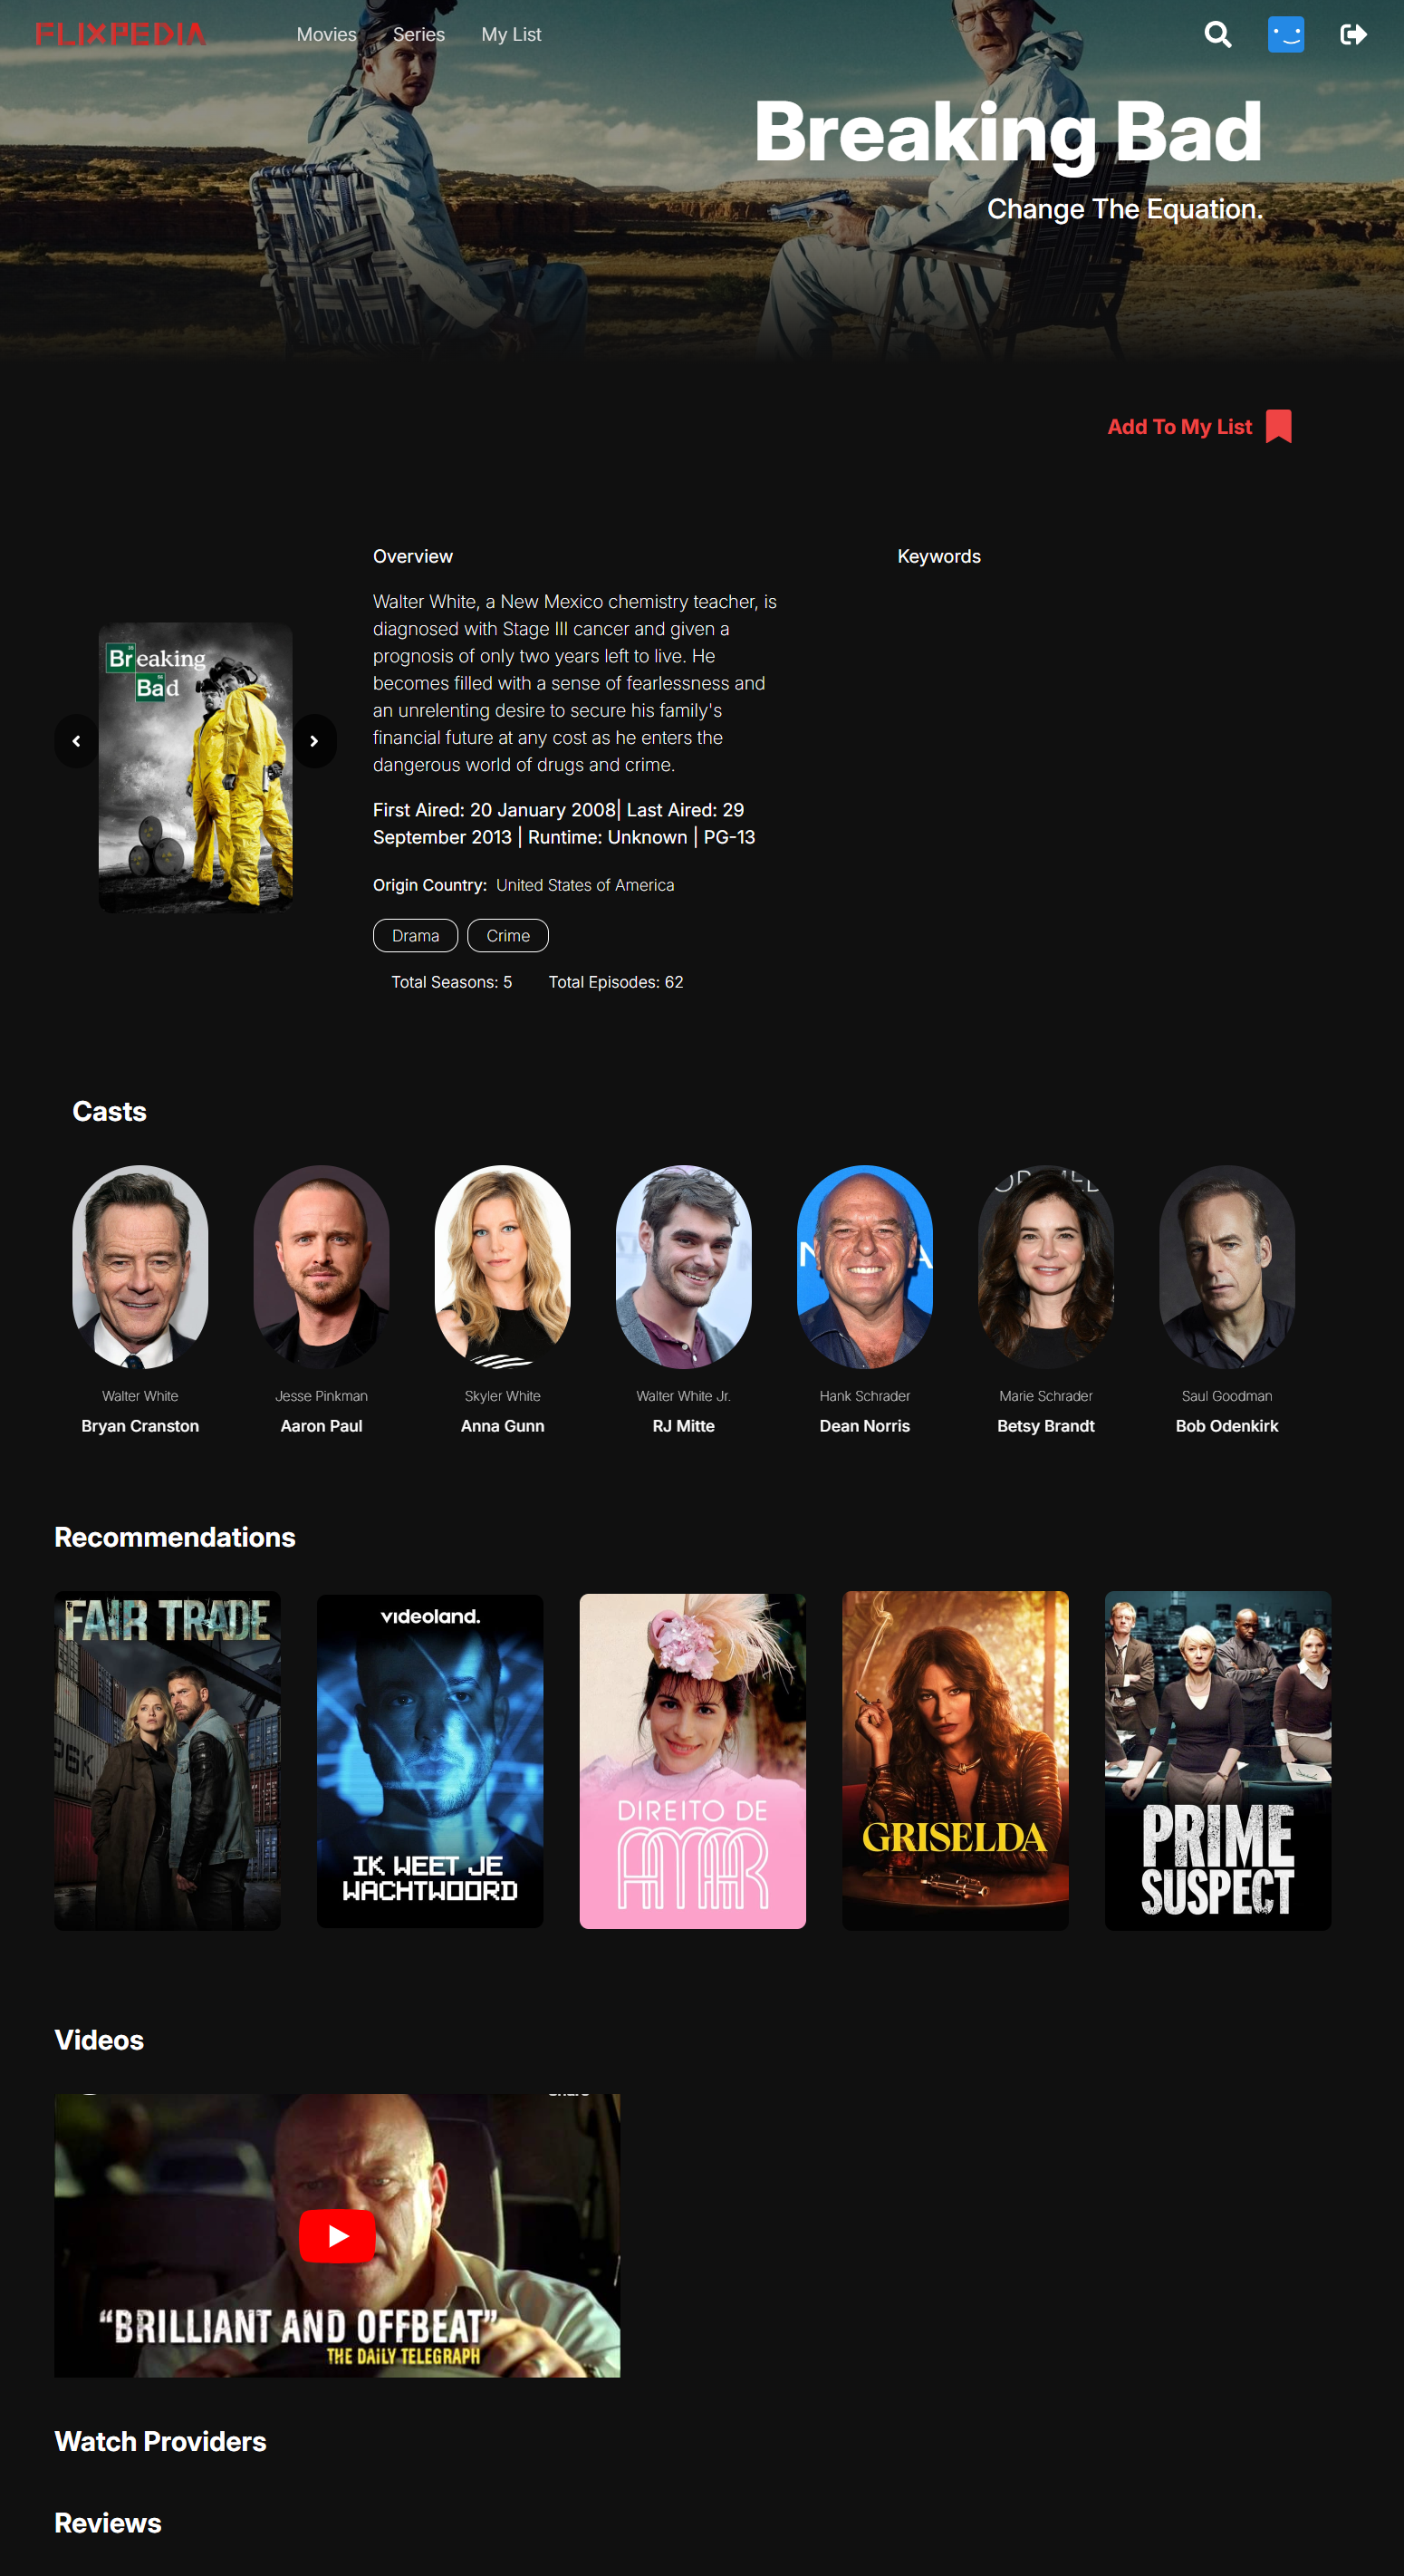 FLIXPEDIA
Movies
Series
My List
Breaking Bad
Change The Equation.
Add To My List
Breaking
Bad
Overview
Walter White, a New Mexico chemistry teacher, is
diagnosed with Stage III cancer and given a
prognosis of only two years left to live. He
becomes filled with a sense of fearlessness and
an unrelenting desire to secure his family's
financial future at any cost as he enters the
dangerous world of drugs and crime.
First Aired: 20 January 2008| Last Aired: 29
September 2013 | Runtime: Unknown | PG-13
Origin Country: United States of America
Drama
Crime
Total Seasons: 5
Total Episodes: 62
Keywords
Casts
Walter White
Bryan Cranston
Jesse Pinkman
Aaron Paul
Skyler White
Anna Gunn
Walter White Jr.
RJ Mitte
Hank Schrader
Dean Norris
Marie Schrader
Betsy Brandt
Saul Goodman
Bob Odenkirk
Recommendations
FAIR TRADE
videoland.
IK WEET JE
WACHTWOORD
DIREITO DE
AMAR
GRISELDA
PRIME
SUSPECT
Videos
“BRILLIANT AND OFFBEAT”
THE DAILY TELEGRAPH
Watch Providers
Reviews